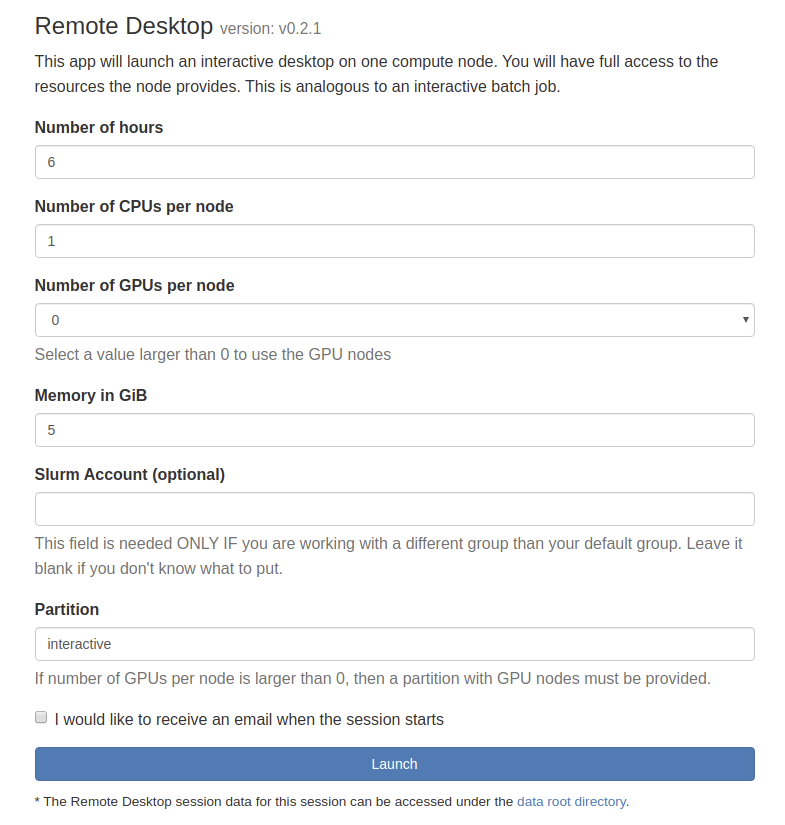 Remote Desktop version: v0.2.1
This app will launch an interactive desktop on one compute node. You will have full access to the
resources the node provides. This is analogous to an interactive batch job.
Number of hours
6
Number of CPUs per node
1
Number of GPUs per node
0
Select a value larger than 0 to use the GPU nodes
Memory in GiB
5
Slurm Account (optional)
This field is needed ONLY IF you are working with a different group than your default group. Leave it
blank if you don't know what to put.
Partition
interactive
If number of GPUs per node is larger than 0, then a partition with GPU nodes must be provided.
I would like to receive an email when the session starts
Launch
* The Remote Desktop session data for this session can be accessed under the data root directory.